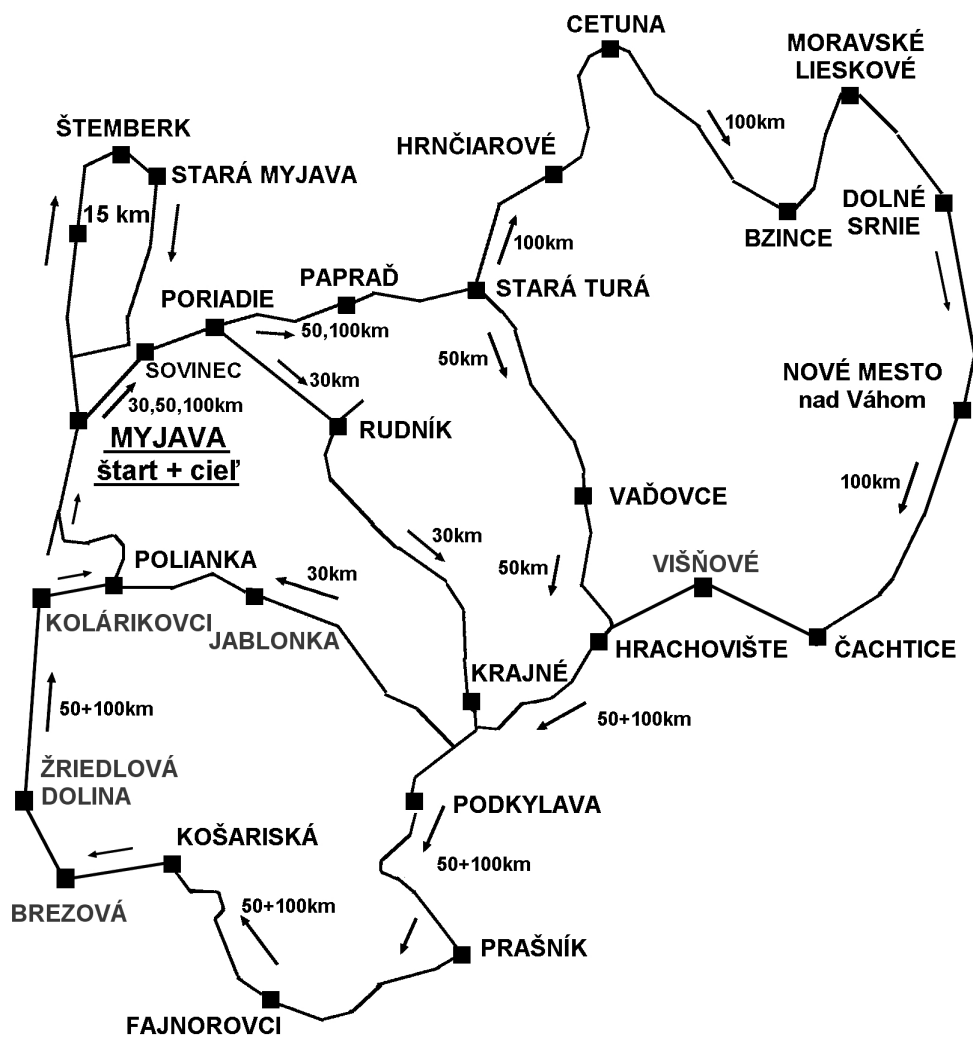 CETUNA
MORAVSKÉ
LIESKOVÉ
100km
ŠTEMBERK
HRNČIAROVÉ
STARÁ MYJAVA
15 km
DOLNÉ
SRNIE
BZINCE
100km
PAPRAĎ
STARÁ TURÁ
PORIADIE
50,100km
SOVINEC
50km
30km
NOVÉ MESTO
nad Váhom
30,50,100km
MYJAVA
štart + cieľ
RUDNÍK
100km
VAĎOVCE
30km
POLIANKA
30km
50km
VIŠŇOVÉ
KOLÁRIKOVCI
JABLONKA
HRACHOVIŠTE
ČACHTICE
KRAJNÉ
50+100km
50+100km
ŽRIEDLOVÁ
DOLINA
PODKYLAVA
KOŠARISKÁ
50+100km
BREZOVÁ
50+100km
PRAŠNÍK
FAJNOROVCI